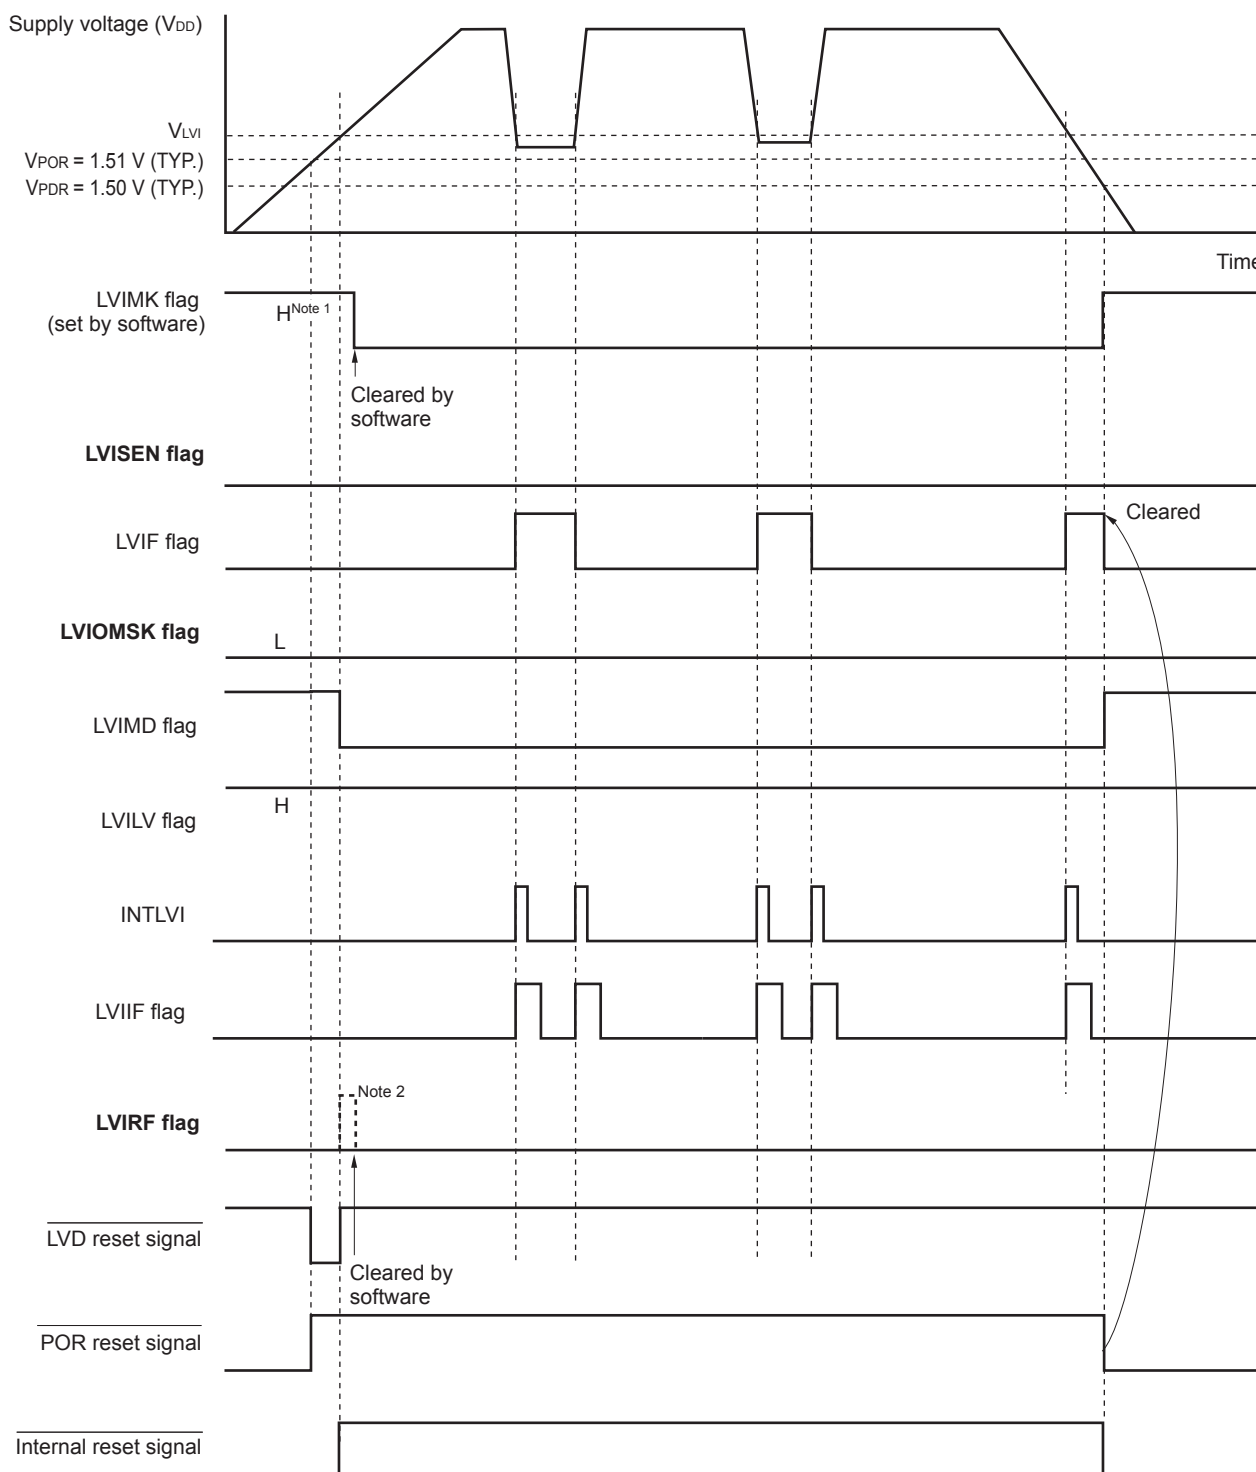 Supply voltage (VDD)
VLVI
VPOR = 1.51 V (TYP.)
VPDR = 1.50 V (TYP.)
Time
LVIMK flag
(set by software)
H Note 1
Cleared by
software
LVISEN flag
Cleared
LVIF flag
LVIOMSK flag
L
LVIMD flag
H
LVILV flag
INTLVI
LVIIF flag
Note 2
LVIRF flag
LVD reset signal
Cleared by
software
POR reset signal
Internal reset signal